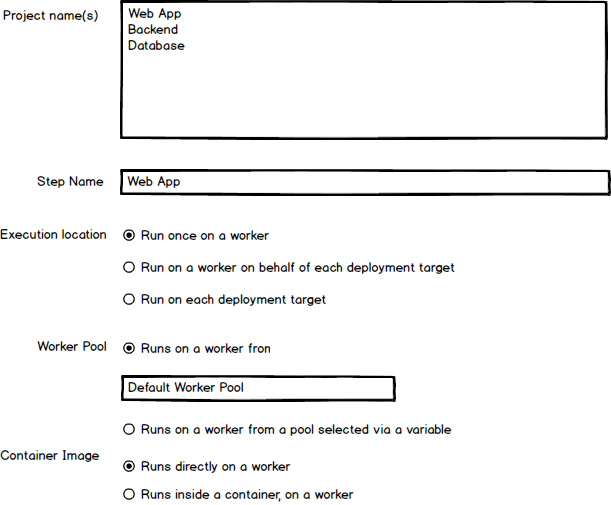 Project name(s)
Web App
Backend
Database
Step Name
Web App
Execution location
Run once on a worker
Run on a worker on behalf of each deployment target
Run on each deployment target
Worker Pool
Runs on a worker from
Default Worker Pool
Runs on a worker from a pool selected via a variable
Container Image
Runs directly on a worker
Runs inside a container, on a worker